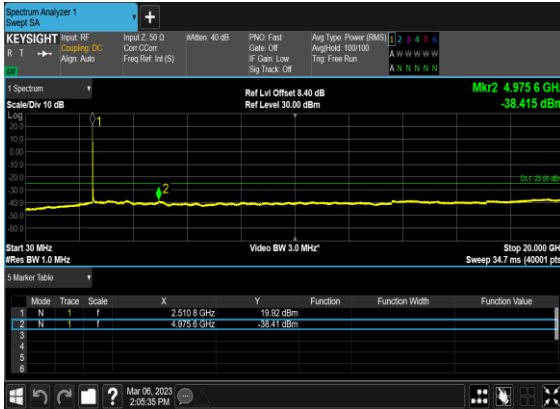 Spectrum Analyzer 1
Swept SA
+
KEYSIGHT Input: RF Input Z: 50 Ω #Atten: 40 dB PNO: Fast Avg Type: Power (RMS) 1 2 3 4 5 6
R T Coupling: DC Corr CCorr Gate: Off Avg|Hold: 100/100 A W W W W W
Align: Auto Freq Ref: Int (S) IF Gain: Low Trig: Free Run
Sig Track: Off A N N N N N
1 Spectrum Ref Lvl Offset 8.40 dB Mkr2 4.975 6 GHz
Scale/Div 10 dB Ref Level 30.00 dBm -38.415 dBm
Log
1
20.0
10.0
0.00
-10.0
-20.0 DL1 -25.00 dBm
-30.0
2
-40.0
-50.0
-60.0
Start 30 MHz Video BW 3.0 MHz* Stop 20.000 GHz
#Res BW 1.0 MHz Sweep 34.7 ms (40001 pts)
5 Marker Table
Mode Trace Scale X Y Function Function Width Function Value
1 N 1 f 2.510 8 GHz 19.92 dBm
2 N 1 f 4.975 6 GHz -38.41 dBm
3
4
5
6
? Mar 06, 2023
2:05:35 PM